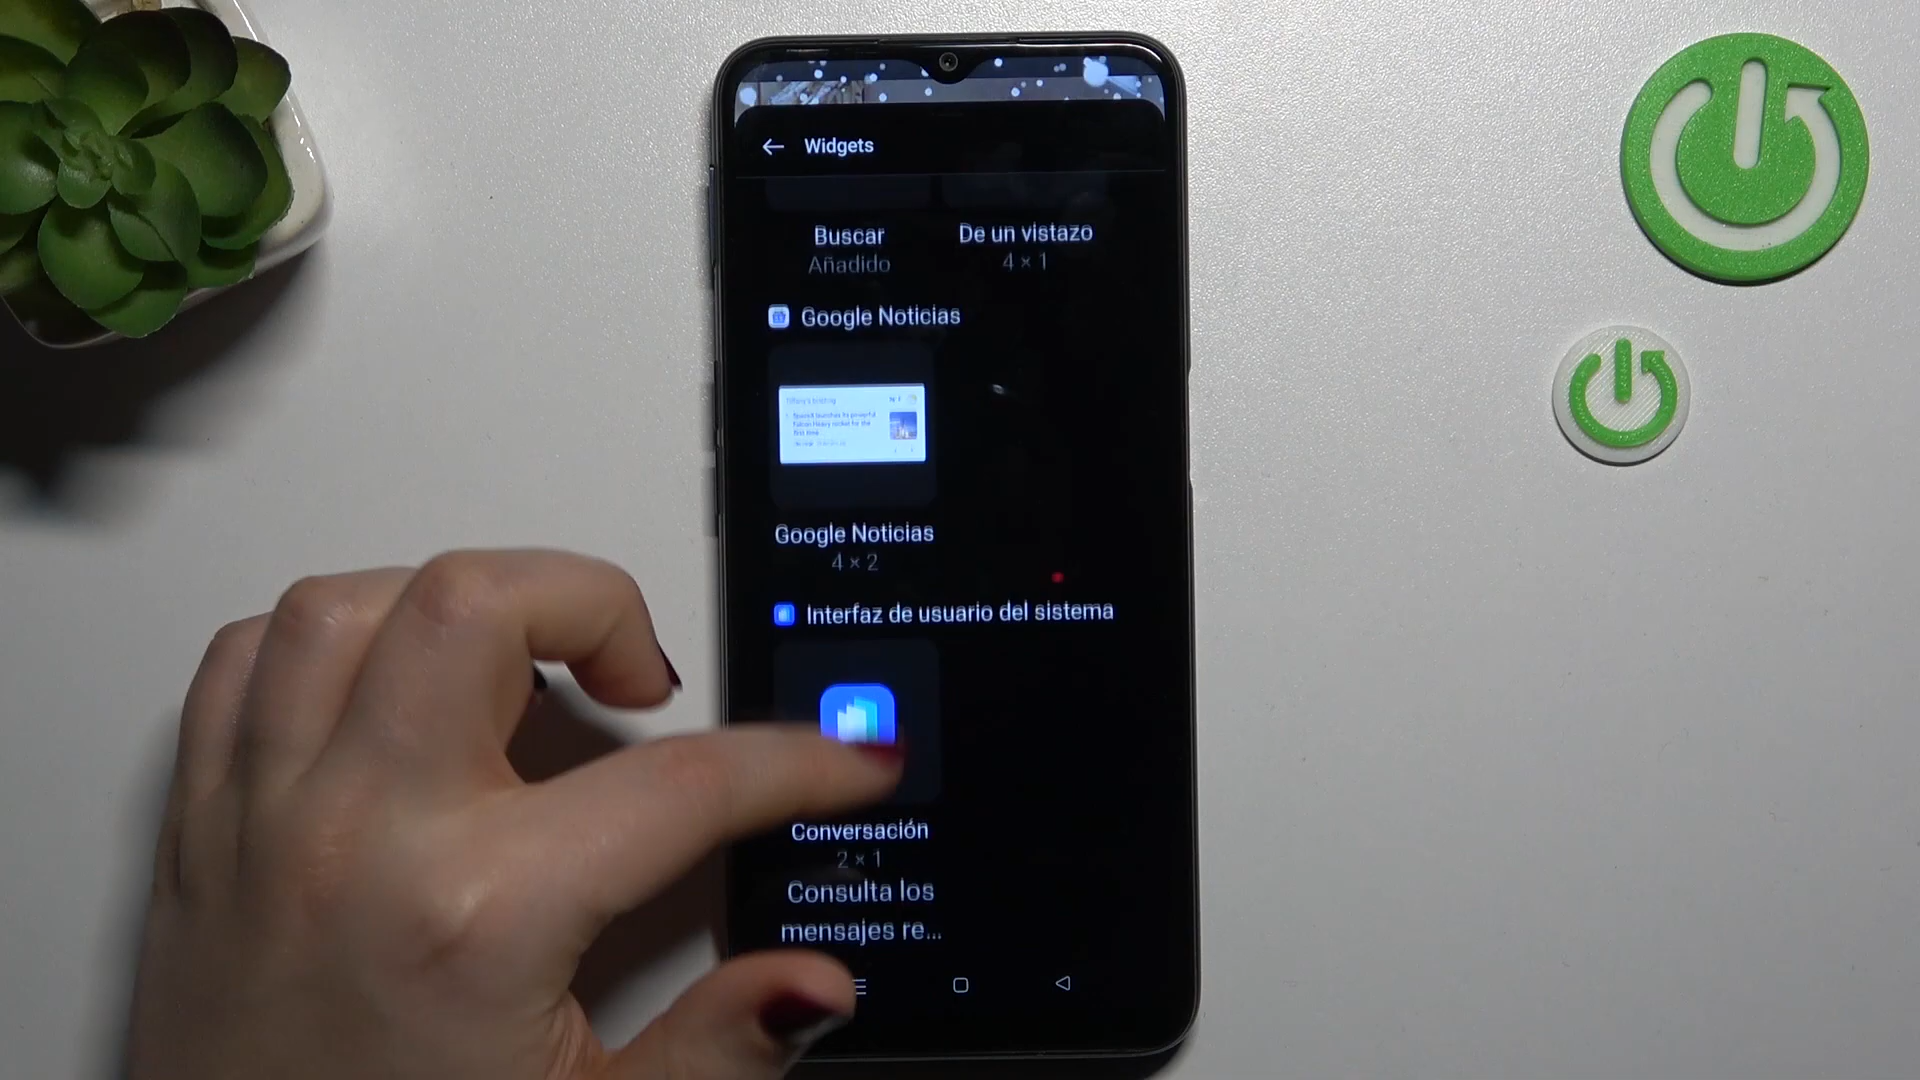 Widgets
Buscar
Añadido
De un vistazo
4 × 1
Google Noticias
Google Noticias
4 × 2
Interfaz de usuario del sistema
Conversación
2 × 1
Consulta los
mensajes re...